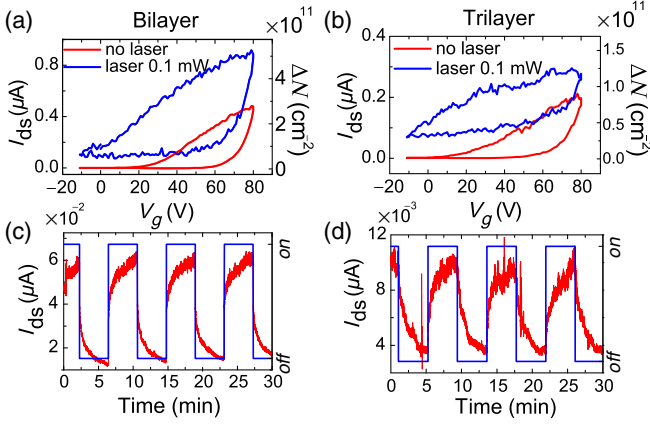 (a) Bilayer ×10¹¹
no laser
laser 0.1 mW
0.8
0.4
0.0
I_ds (μA)
4
2
0
ΔN (cm⁻²)
−20 0 20 40 60 80
V_g (V)
(b) Trilayer ×10¹¹
no laser
laser 0.1 mW
0.4
0.2
0.0
I_ds (μA)
1.5
1.0
0.5
0.0
ΔN (cm⁻²)
−20 0 20 40 60 80
V_g (V)
(c) ×10⁻²
6
4
2
I_ds (μA)
on
off
0 5 10 15 20 25 30
Time (min)
(d) ×10⁻³
12
8
4
I_ds (μA)
on
off
0 5 10 15 20 25 30
Time (min)